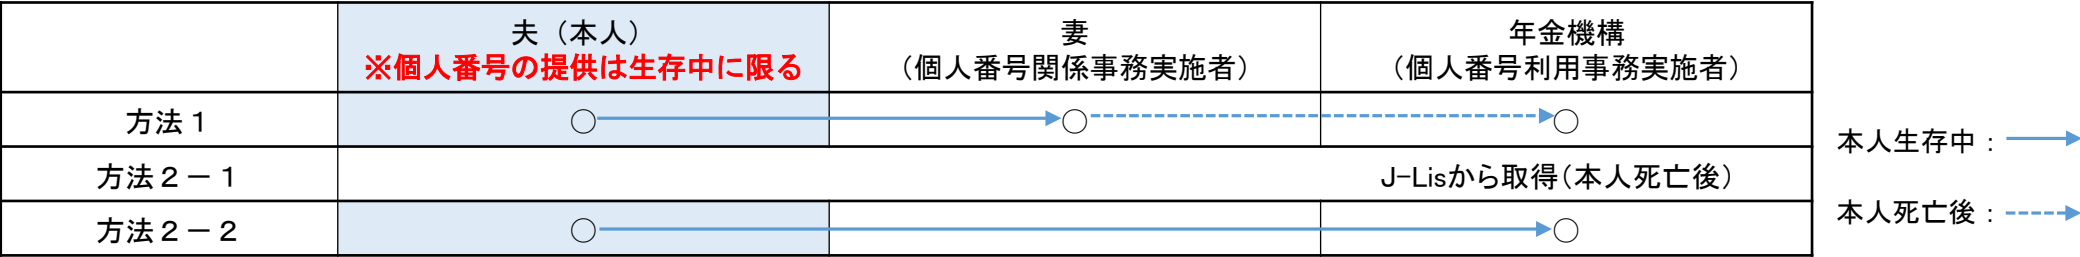 夫（本人）
※個人番号の提供は生存中に限る
妻
（個人番号関係事務実施者）
年金機構
（個人番号利用事務実施者）
方法１
方法２－１
J-Lisから取得（本人死亡後）
方法２－２
本人生存中：
本人死亡後：